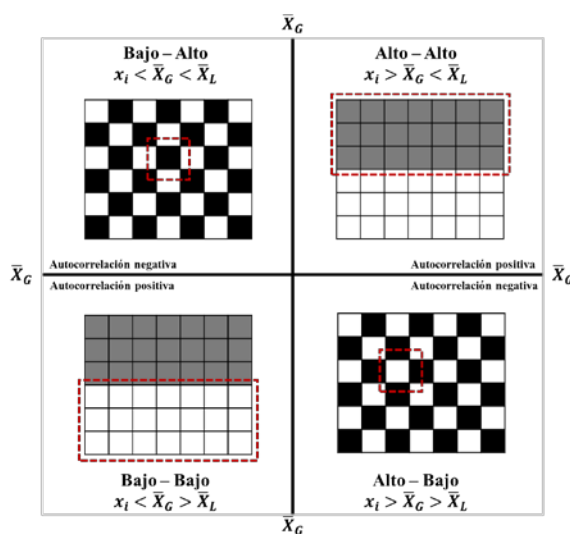 X̄_G
Bajo – Alto
x_i < X̄_G < X̄_L
Alto – Alto
x_i > X̄_G < X̄_L
Autocorrelación negativa
Autocorrelación positiva
X̄_G
X̄_G
Autocorrelación positiva
Autocorrelación negativa
Bajo – Bajo
x_i < X̄_G > X̄_L
Alto – Bajo
x_i > X̄_G > X̄_L
X̄_G